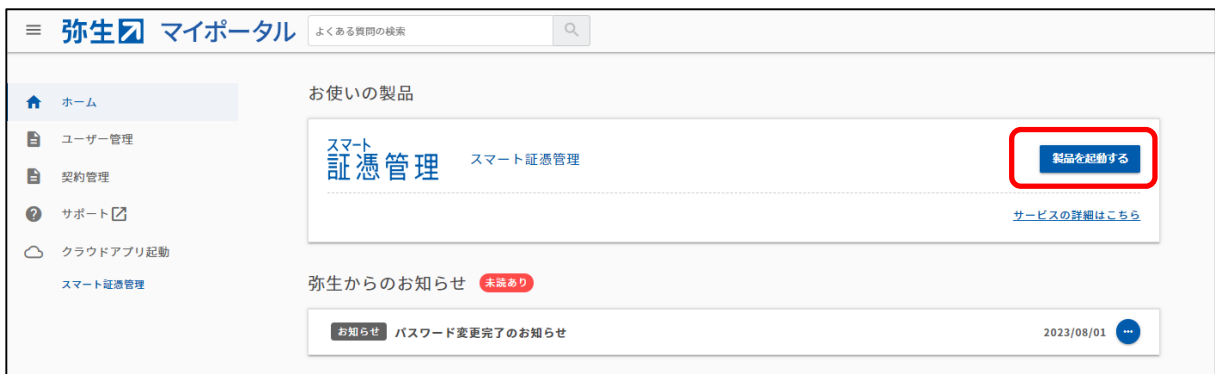 弥生 マイポータル よくある質問の検索
お使いの製品
ホーム
ユーザー管理
契約管理
サポート
クラウドアプリ起動
スマート証憑管理
スマート
証憑管理
スマート証憑管理
製品を起動する
サービスの詳細はこちら
弥生からのお知らせ 未読あり
お知らせ パスワード変更完了のお知らせ 2023/08/01